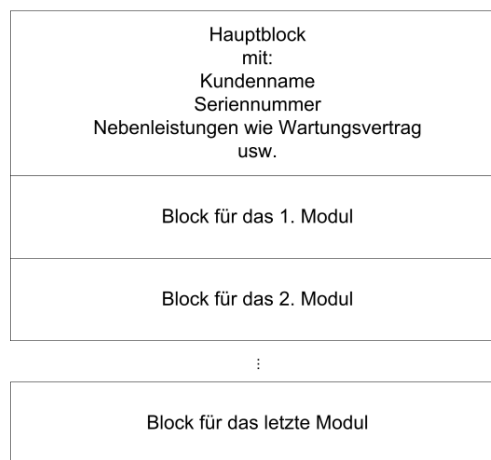 Hauptblock
mit:
Kundenname
Seriennummer
Nebenleistungen wie Wartungsvertrag
usw.
Block für das 1. Modul
Block für das 2. Modul
...
Block für das letzte Modul